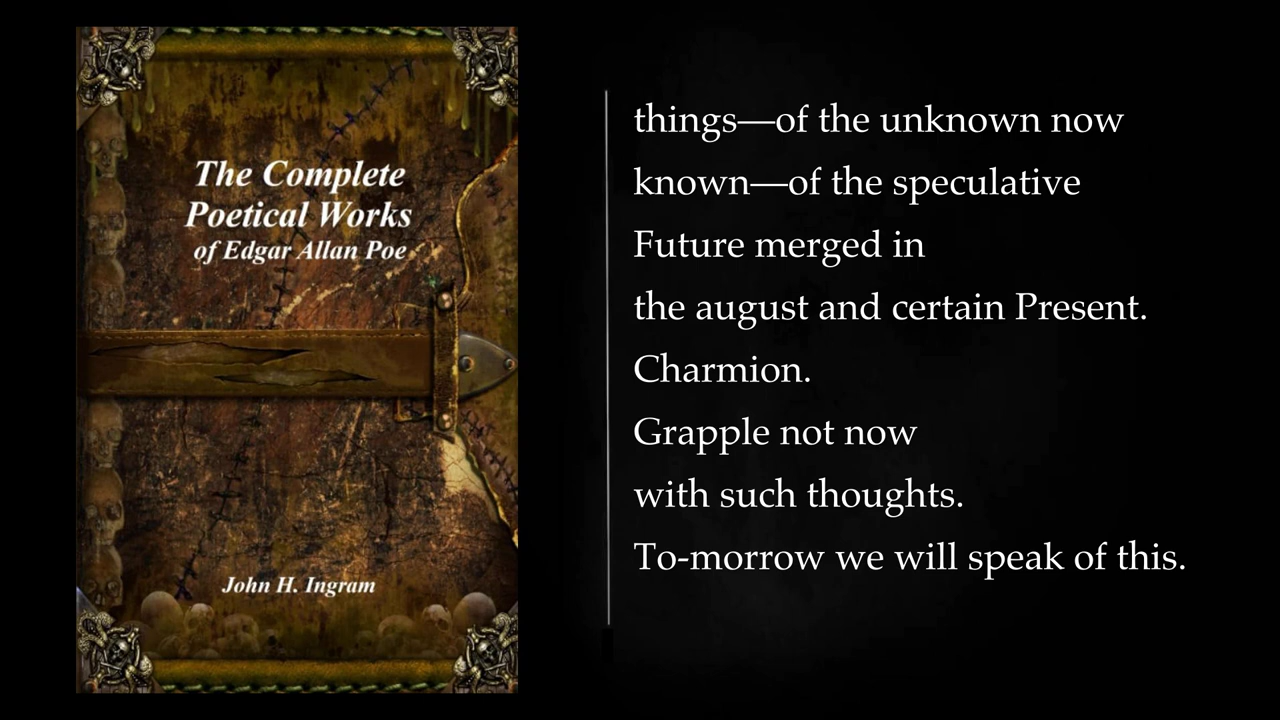 The Complete
Poetical Works
of Edgar Allan Poe
John H. Ingram
things—of the unknown now
known—of the speculative
Future merged in
the august and certain Present.
Charmion.
Grapple not now
with such thoughts.
To-morrow we will speak of this.